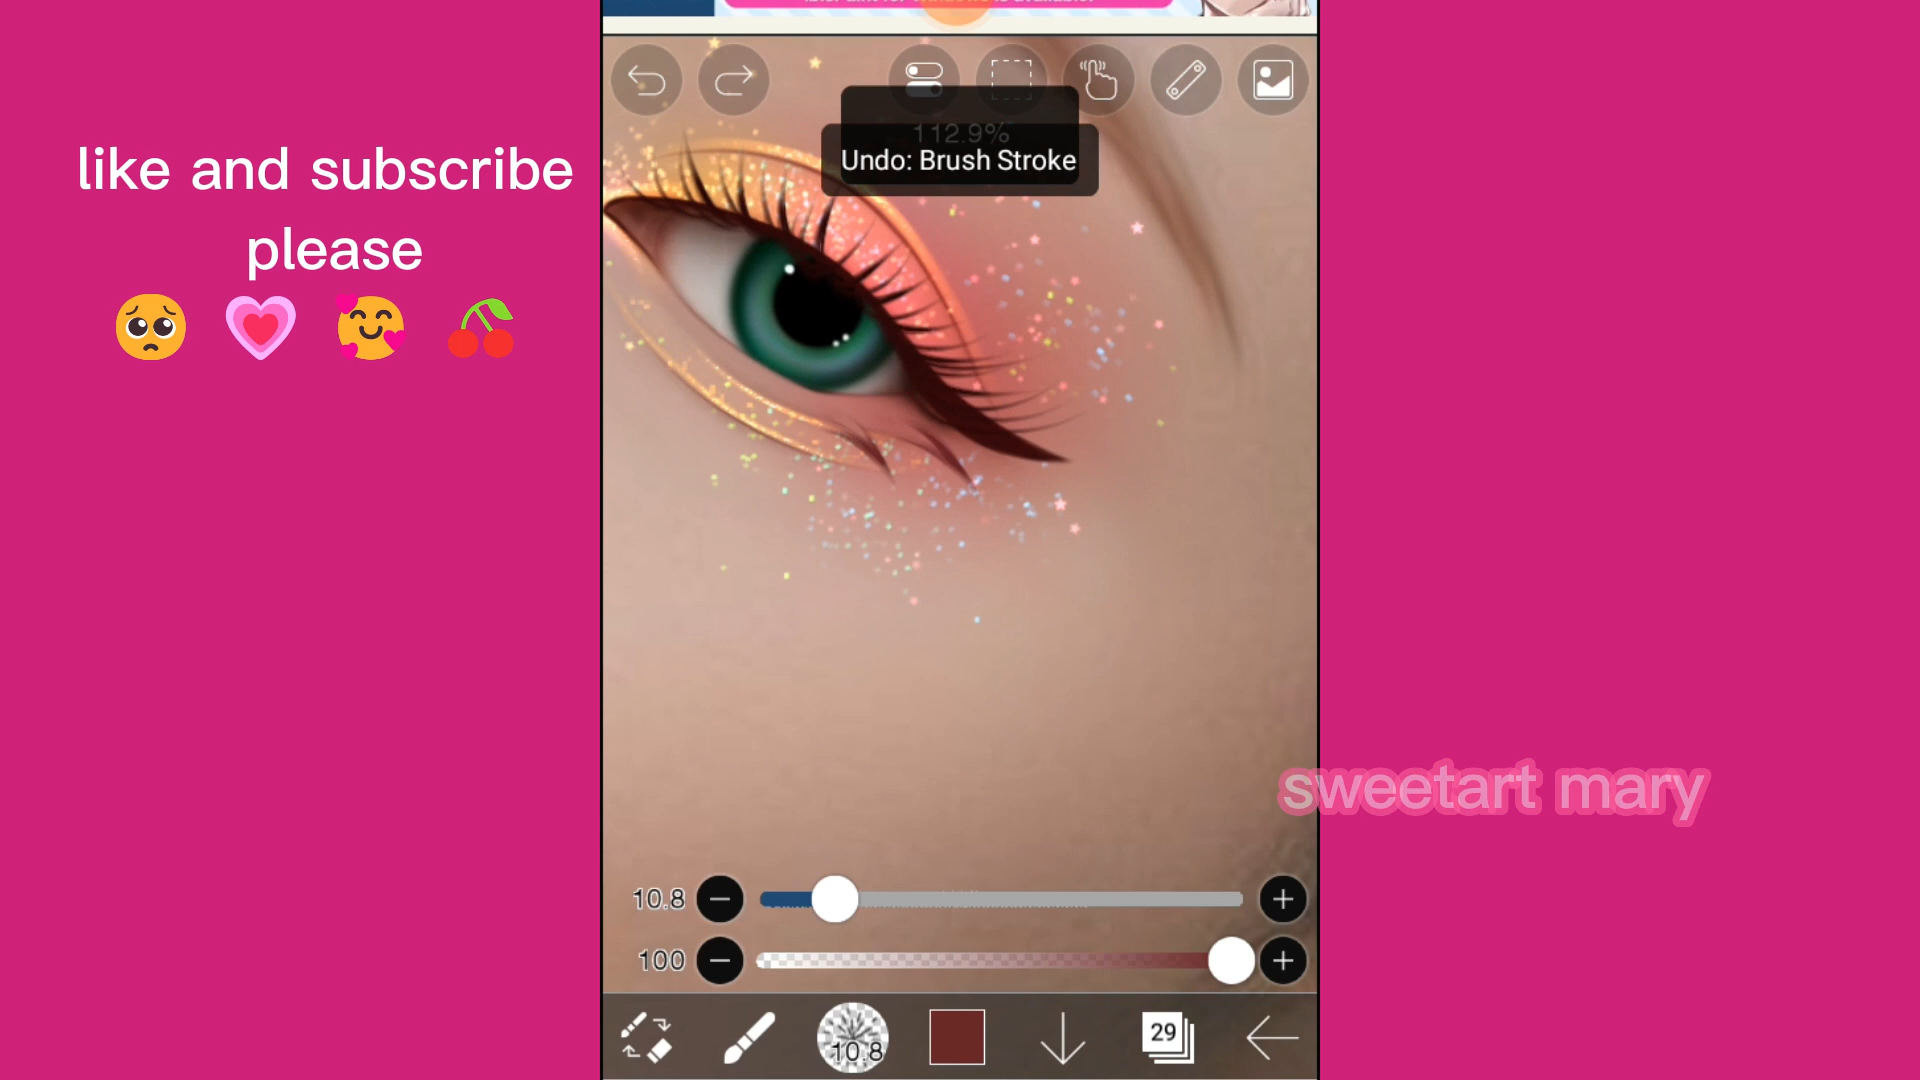 like and subscribe
please
112.9%
Undo: Brush Stroke
sweetart mary
10.8
100
10.8
29